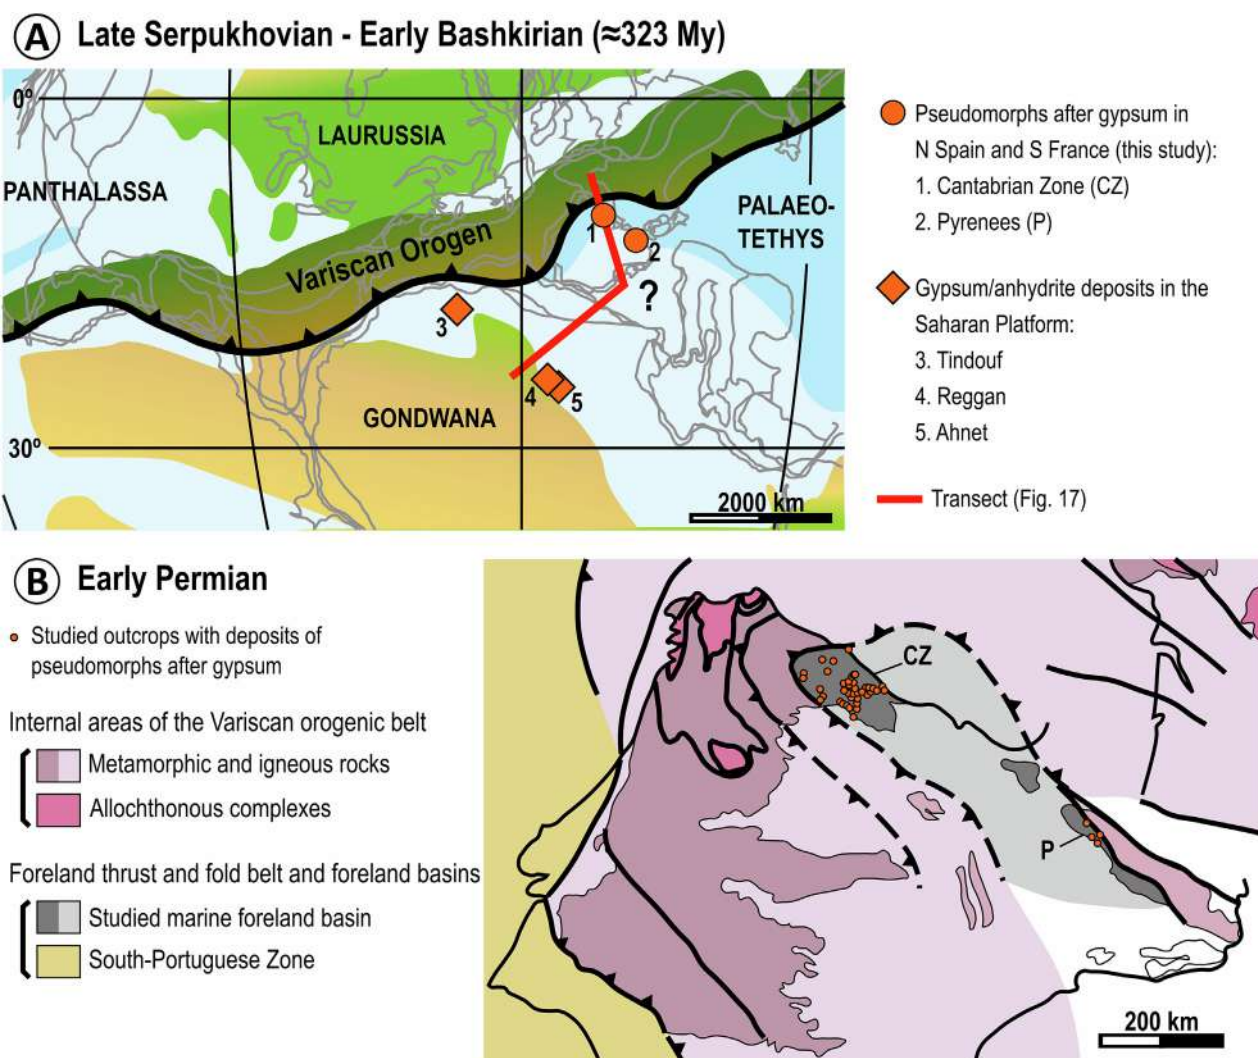 A Late Serpukhovian - Early Bashkirian (≈323 My)
0º
LAURUSSIA
PANTHALASSA
PALAEO-
TETHYS
Variscan Orogen
1
2
?
3
4
5
GONDWANA
30º
2000 km
Pseudomorphs after gypsum in
N Spain and S France (this study):
1. Cantabrian Zone (CZ)
2. Pyrenees (P)
Gypsum/anhydrite deposits in the
Saharan Platform:
3. Tindouf
4. Reggan
5. Ahnet
Transect (Fig. 17)
B Early Permian
Studied outcrops with deposits of
pseudomorphs after gypsum
Internal areas of the Variscan orogenic belt
Metamorphic and igneous rocks
Allochthonous complexes
Foreland thrust and fold belt and foreland basins
Studied marine foreland basin
South-Portuguese Zone
CZ
P
200 km